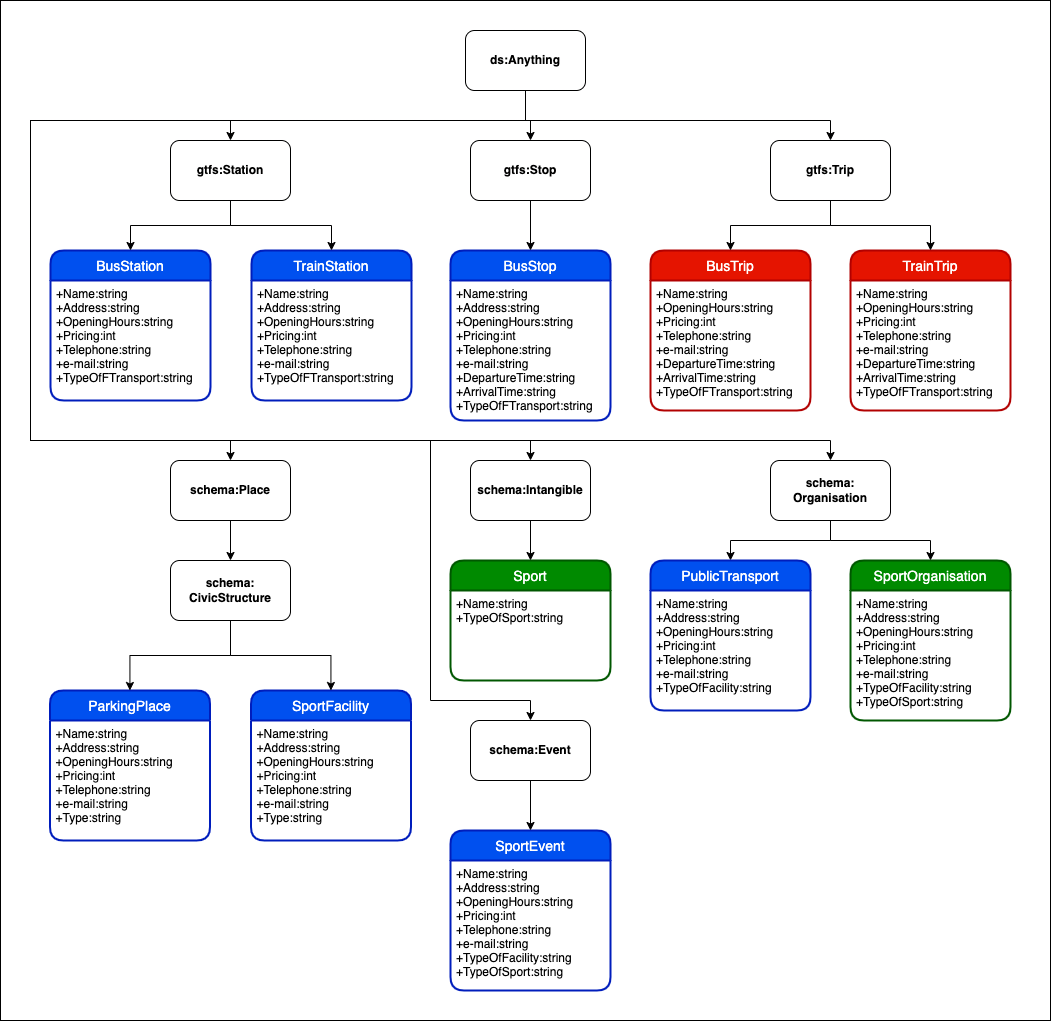 ds:Anything
gtfs:Station
gtfs:Stop
gtfs:Trip
BusStation
+Name:string
+Address:string
+OpeningHours:string
+Pricing:int
+Telephone:string
+e-mail:string
+TypeOfFTransport:string
TrainStation
+Name:string
+Address:string
+OpeningHours:string
+Pricing:int
+Telephone:string
+e-mail:string
+TypeOfFTransport:string
BusStop
+Name:string
+Address:string
+OpeningHours:string
+Pricing:int
+Telephone:string
+e-mail:string
+DepartureTime:string
+ArrivalTime:string
+TypeOfFTransport:string
BusTrip
+Name:string
+OpeningHours:string
+Pricing:int
+Telephone:string
+e-mail:string
+DepartureTime:string
+ArrivalTime:string
+TypeOfFTransport:string
TrainTrip
+Name:string
+OpeningHours:string
+Pricing:int
+Telephone:string
+e-mail:string
+DepartureTime:string
+ArrivalTime:string
+TypeOfFTransport:string
schema:Place
schema:Intangible
schema:
Organisation
schema:
CivicStructure
Sport
+Name:string
+TypeOfSport:string
PublicTransport
+Name:string
+Address:string
+OpeningHours:string
+Pricing:int
+Telephone:string
+e-mail:string
+TypeOfFacility:string
SportOrganisation
+Name:string
+Address:string
+OpeningHours:string
+Pricing:int
+Telephone:string
+e-mail:string
+TypeOfFacility:string
+TypeOfSport:string
ParkingPlace
+Name:string
+Address:string
+OpeningHours:string
+Pricing:int
+Telephone:string
+e-mail:string
+Type:string
SportFacility
+Name:string
+Address:string
+OpeningHours:string
+Pricing:int
+Telephone:string
+e-mail:string
+Type:string
schema:Event
SportEvent
+Name:string
+Address:string
+OpeningHours:string
+Pricing:int
+Telephone:string
+e-mail:string
+TypeOfFacility:string
+TypeOfSport:string